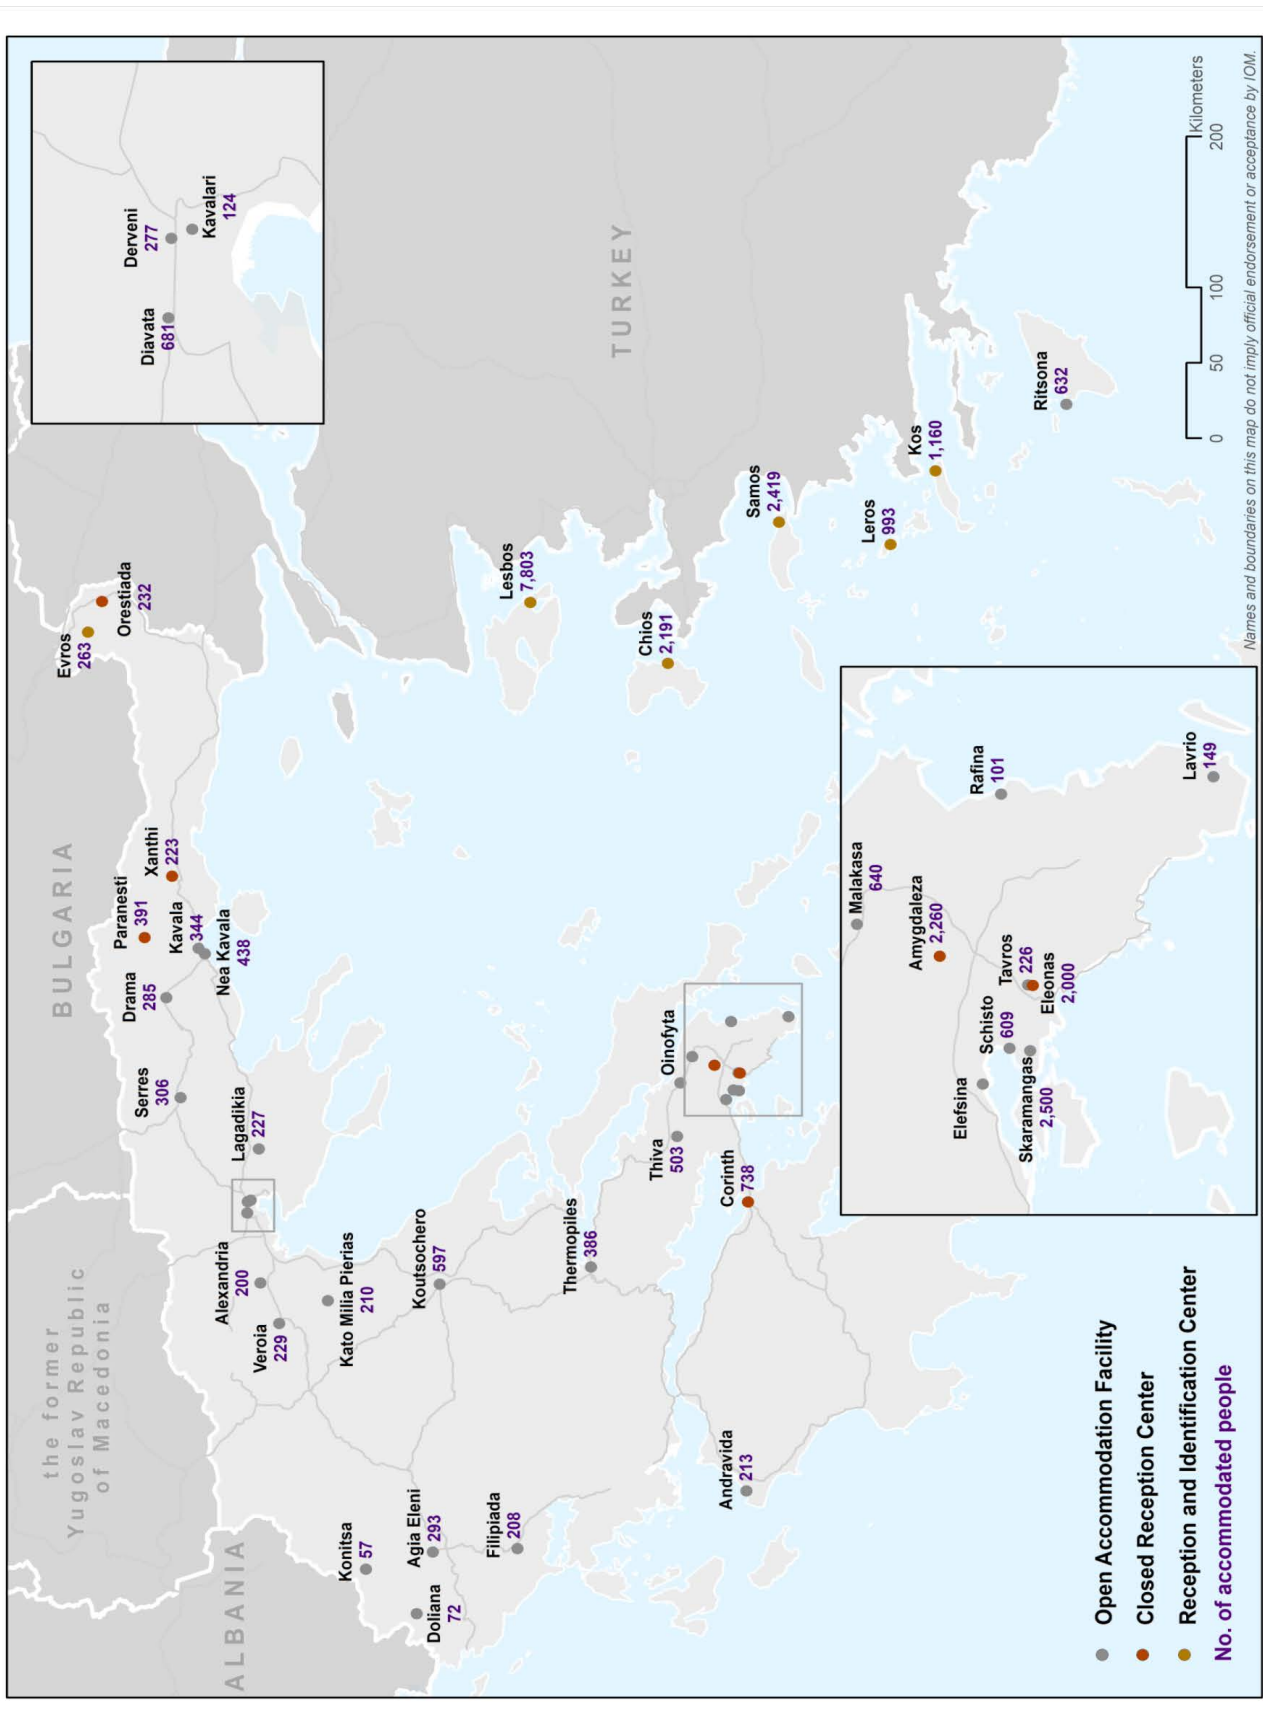 the former
Yugoslav Republic
of Macedonia
BULGARIA
ALBANIA
TURKEY
Evros
263
Orestiada
232
Paranesti
391
Xanthi
223
Drama
285
Kavala
344
Nea Kavala
438
Serres
306
Lagadikia
227
Alexandria
200
Veroia
229
Kato Milia Pierias
210
Koutsochero
597
Konitsa
57
Agia Eleni
293
Doliana
72
Filipiada
208
Thermopiles
386
Thiva
503
Oinofyta
Corinth
738
Andravida
213
Lesbos
7,803
Chios
2,191
Samos
2,419
Leros
993
Kos
1,160
Ritsona
632
Derveni
277
Diavata
681
Kavalari
124
Malakasa
640
Amygdaleza
2,260
Rafina
101
Tavros
226
Eleonas
2,000
Schisto
609
Elefsina
Skaramangas
2,500
Lavrio
149
Open Accommodation Facility
Closed Reception Center
Reception and Identification Center
No. of accommodated people
Kilometers
0 50 100 200
Names and boundaries on this map do not imply official endorsement or acceptance by IOM.